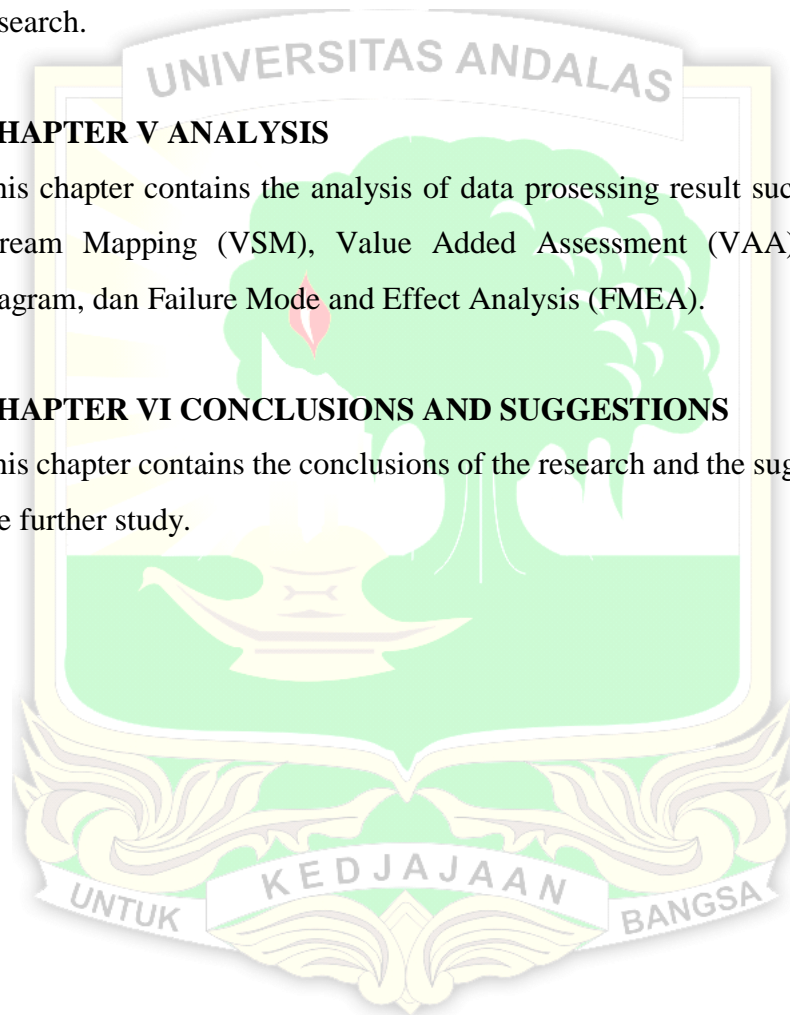 search.
UNIVERSITAS ANDALAS
HAPTER V ANALYSIS
his chapter contains the analysis of data prosessing result suc
ream Mapping (VSM), Value Added Assessment (VAA)
agram, dan Failure Mode and Effect Analysis (FMEA).
HAPTER VI CONCLUSIONS AND SUGGESTIONS
his chapter contains the conclusions of the research and the sug
e further study.
UNTUK KEDJAJAAN BANGSA